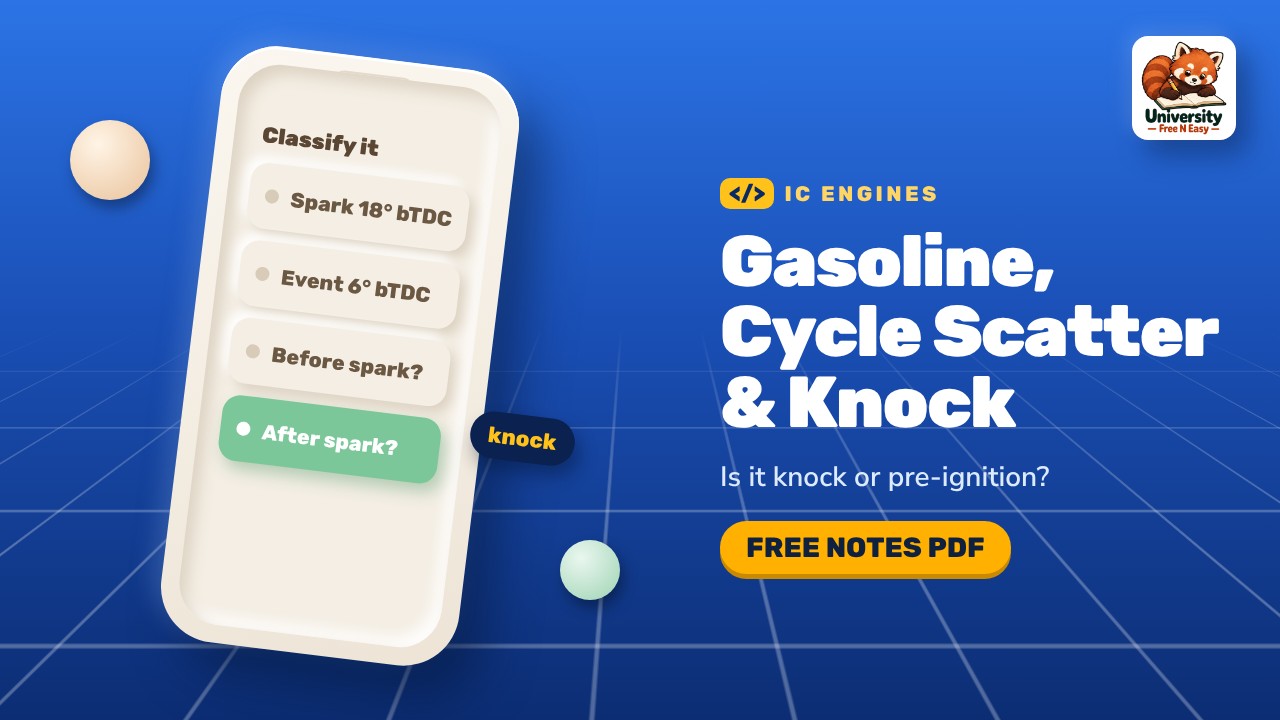 Classify it
Spark 18° bTDC
Event 6° bTDC
Before spark?
After spark?
knock
University
Free N Easy
</> IC ENGINES
Gasoline,
Cycle Scatter
& Knock
Is it knock or pre-ignition?
FREE NOTES PDF